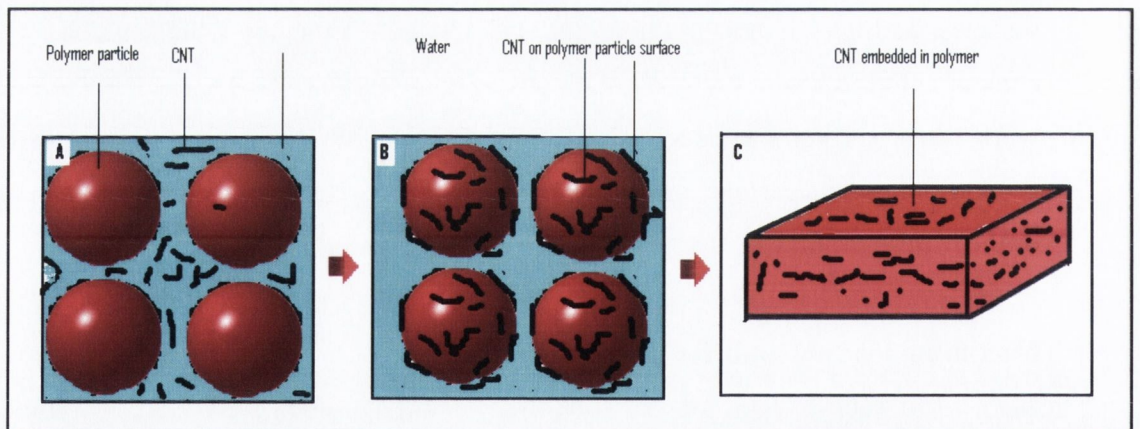 Polymer particle
CNT
Water
CNT on polymer particle surface
CNT embedded in polymer
A
B
C